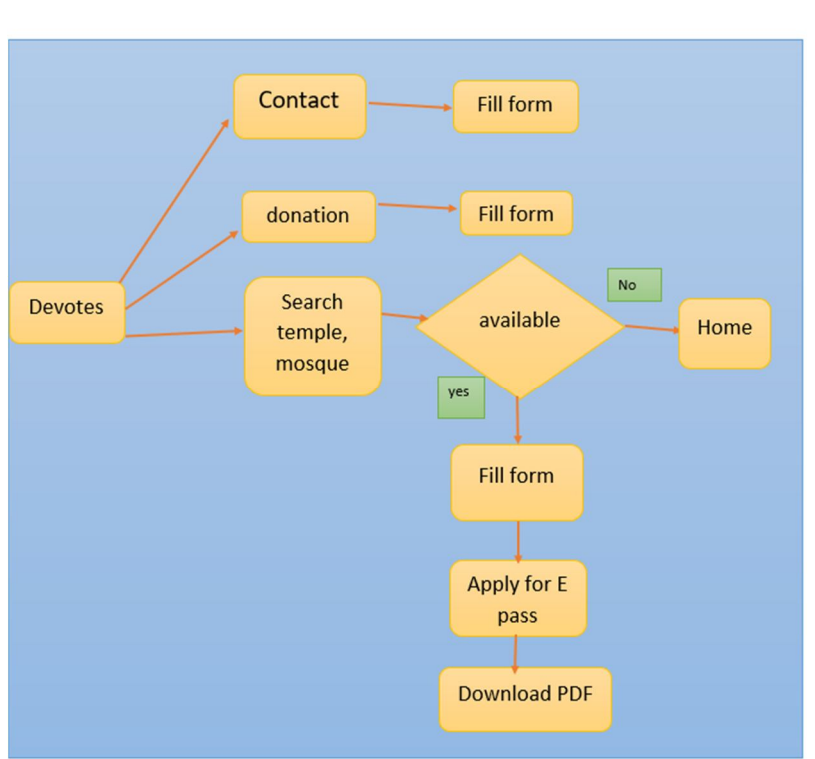 Contact
Fill form
donation
Fill form
Devotes
Search
temple,
mosque
available
No
Home
yes
Fill form
Apply for E
pass
Download PDF